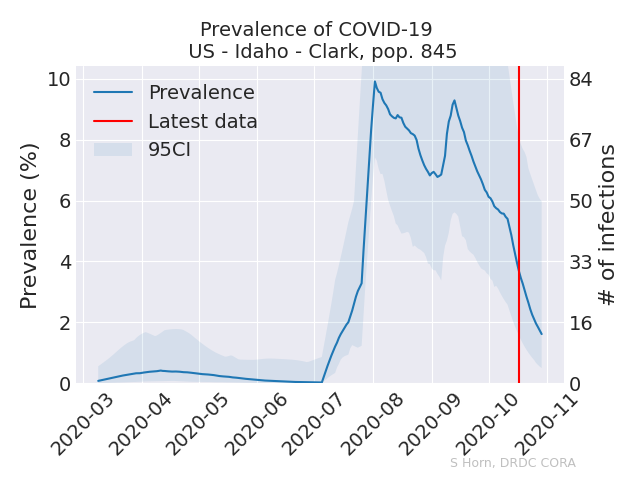 Prevalence of COVID-19
US - Idaho - Clark, pop. 845
Prevalence (%)
10
8
6
4
2
0
Prevalence
Latest data
95CI
84
67
50
33
16
0
# of infections
2020-03
2020-04
2020-05
2020-06
2020-07
2020-08
2020-09
2020-10
2020-11
S Horn, DRDC CORA